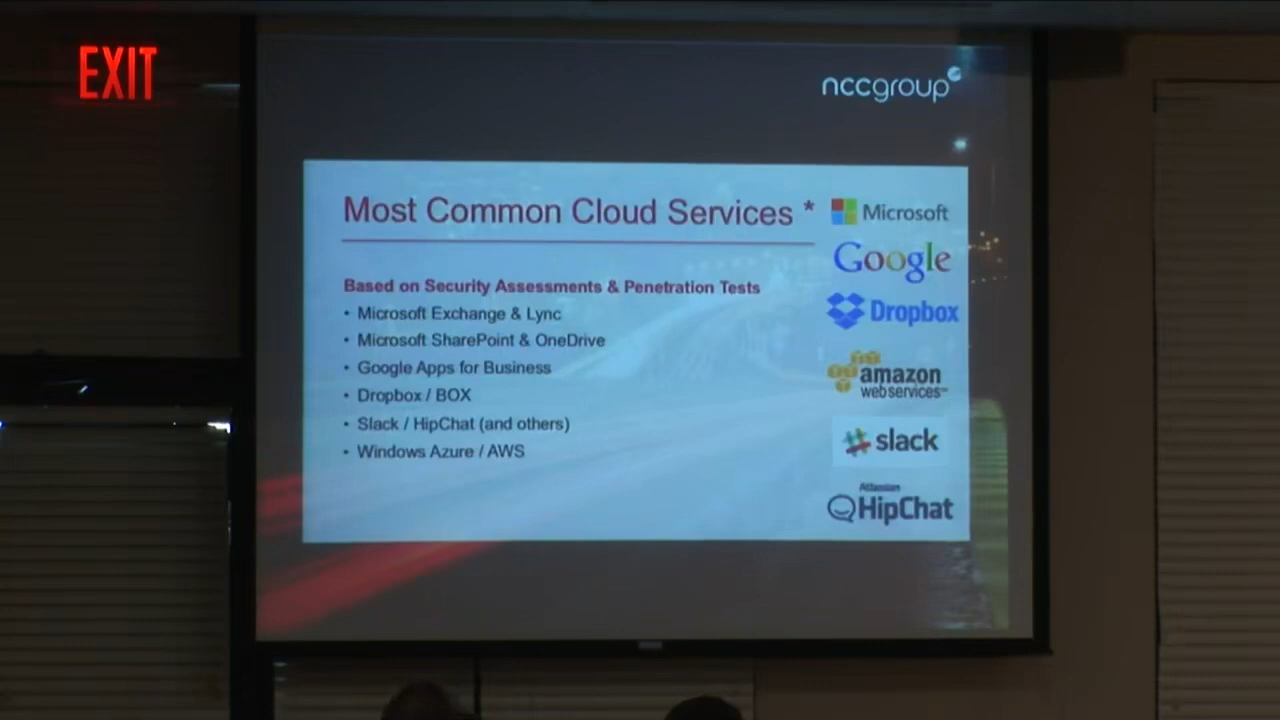 EXIT
nccgroup
Most Common Cloud Services *
Based on Security Assessments & Penetration Tests
• Microsoft Exchange & Lync
• Microsoft SharePoint & OneDrive
• Google Apps for Business
• Dropbox / BOX
• Slack / HipChat (and others)
• Windows Azure / AWS
Microsoft
Google
Dropbox
amazon
webservices™
slack
Atlassian
HipChat